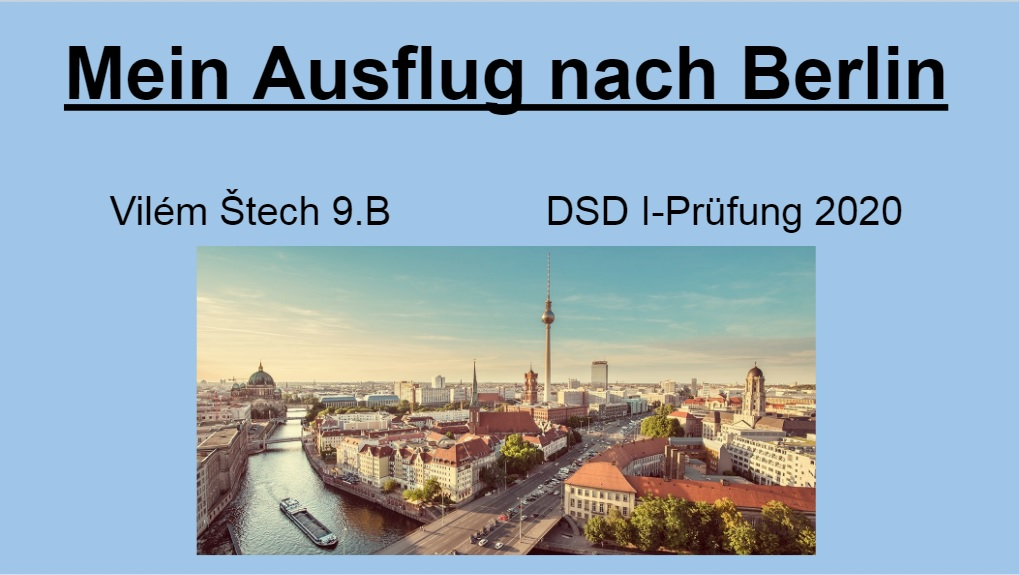 Mein Ausflug nach Berlin
Vilém Štech 9.B
DSD I-Prüfung 2020